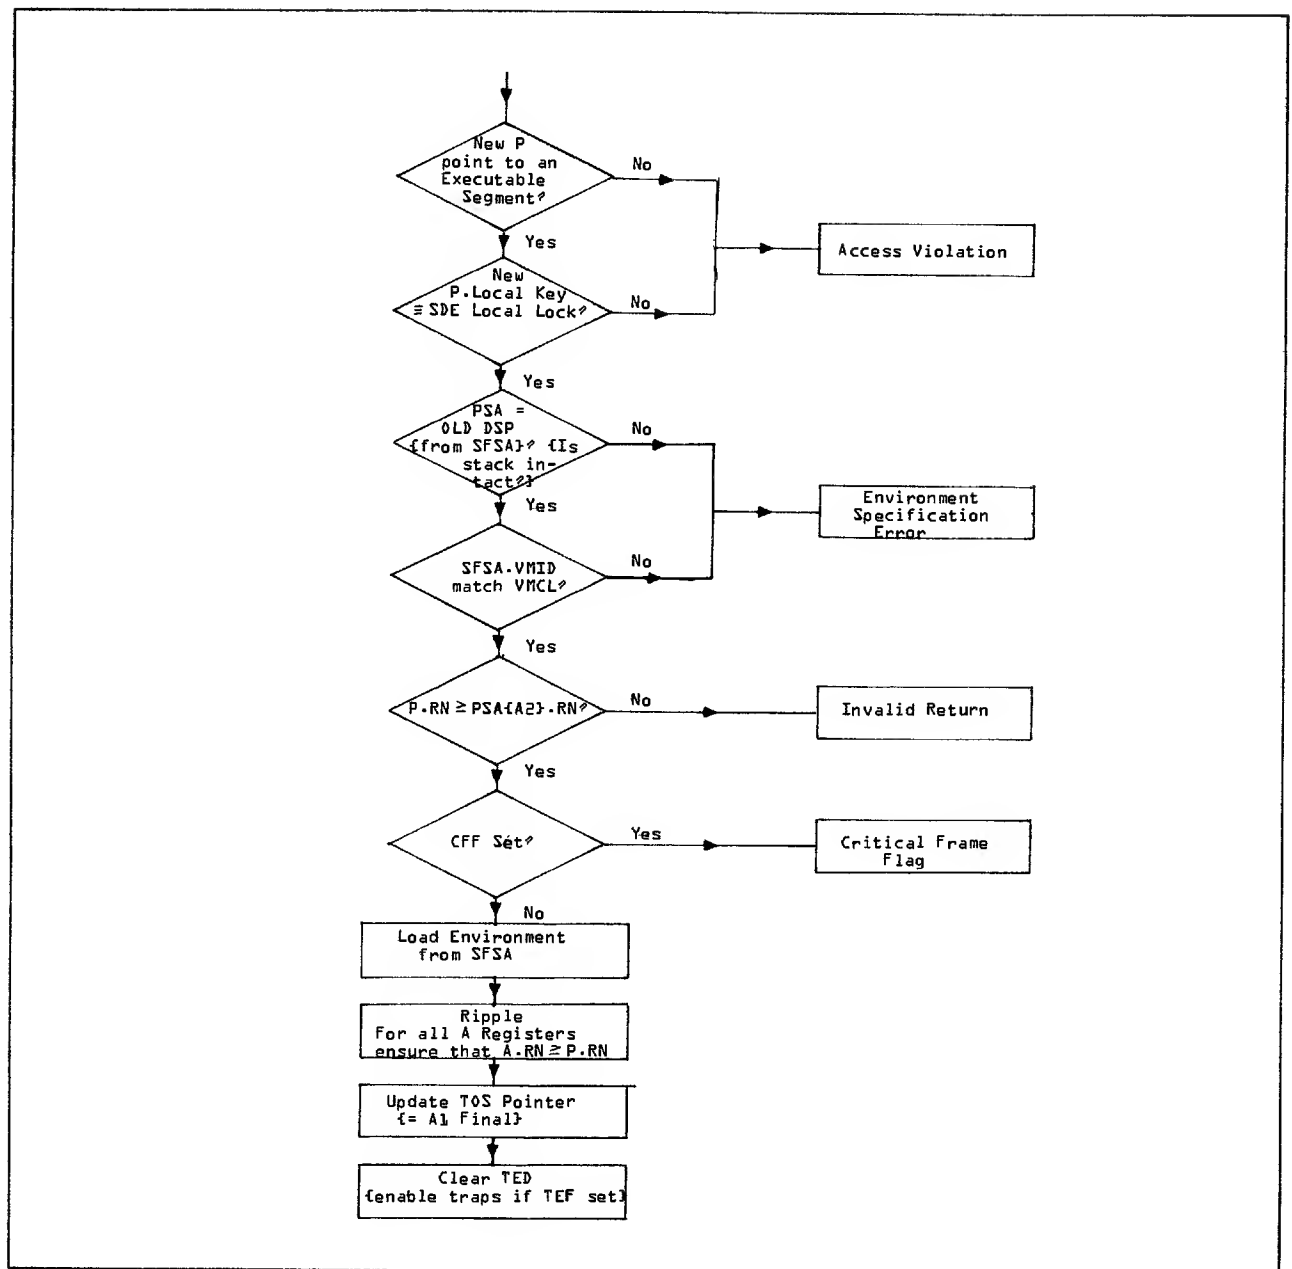 New P
point to an
Executable
Segment?
No
Yes
Access Violation
New
P.Local Key
≡ SDE Local Lock?
No
Yes
PSA =
OLD DSP
{from SFSA}? {Is
stack in-
tact?}
No
Yes
Environment
Specification
Error
SFSA.VMID
match VMCL?
No
Yes
P.RN ≥ PSA{A2}.RN?
No
Invalid Return
Yes
CFF Set?
Yes
Critical Frame
Flag
No
Load Environment
from SFSA
Ripple
For all A Registers
ensure that A.RN ≥ P.RN
Update TOS Pointer
{= A1 Final}
Clear TED
{enable traps if TEF set}